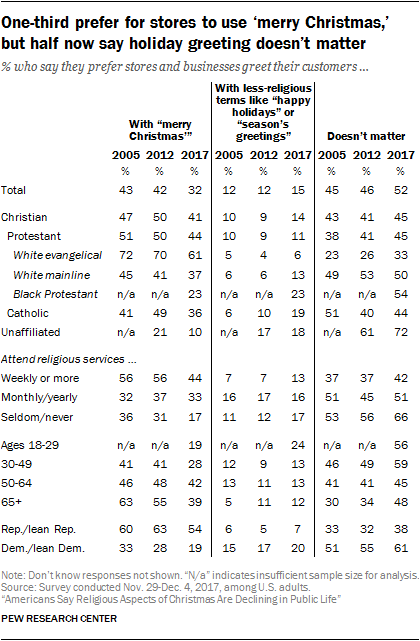 One-third prefer for stores to use ‘merry Christmas,’
but half now say holiday greeting doesn’t matter
% who say they prefer stores and businesses greet their customers ...
With “merry
Christmas’”
With less-religious
terms like “happy
holidays” or
“season’s
greetings”
Doesn’t matter
2005 2012 2017 2005 2012 2017 2005 2012 2017
% % % % % % % % %
Total 43 42 32 12 12 15 45 46 52
Christian 47 50 41 10 9 14 43 41 45
Protestant 51 50 44 10 9 11 38 41 45
White evangelical 72 70 61 5 4 6 23 26 33
White mainline 45 41 37 6 6 13 49 53 50
Black Protestant n/a n/a 23 n/a n/a 23 n/a n/a 54
Catholic 41 49 36 6 10 19 51 40 44
Unaffiliated n/a 21 10 n/a 17 18 n/a 61 72
Attend religious services ...
Weekly or more 56 56 44 7 7 13 37 37 42
Monthly/yearly 32 37 33 16 17 16 51 45 51
Seldom/never 36 31 17 11 12 17 53 56 66
Ages 18-29 n/a n/a 19 n/a n/a 24 n/a n/a 56
30-49 41 41 28 12 9 13 46 49 59
50-64 46 48 42 13 11 13 41 41 45
65+ 63 55 39 5 11 12 30 34 48
Rep./lean Rep. 60 63 54 6 5 7 33 32 38
Dem./lean Dem. 33 28 19 15 17 20 51 55 61
Note: Don’t know responses not shown. “N/a” indicates insufficient sample size for analysis.
Source: Survey conducted Nov. 29-Dec. 4, 2017, among U.S. adults.
“Americans Say Religious Aspects of Christmas Are Declining in Public Life”
PEW RESEARCH CENTER